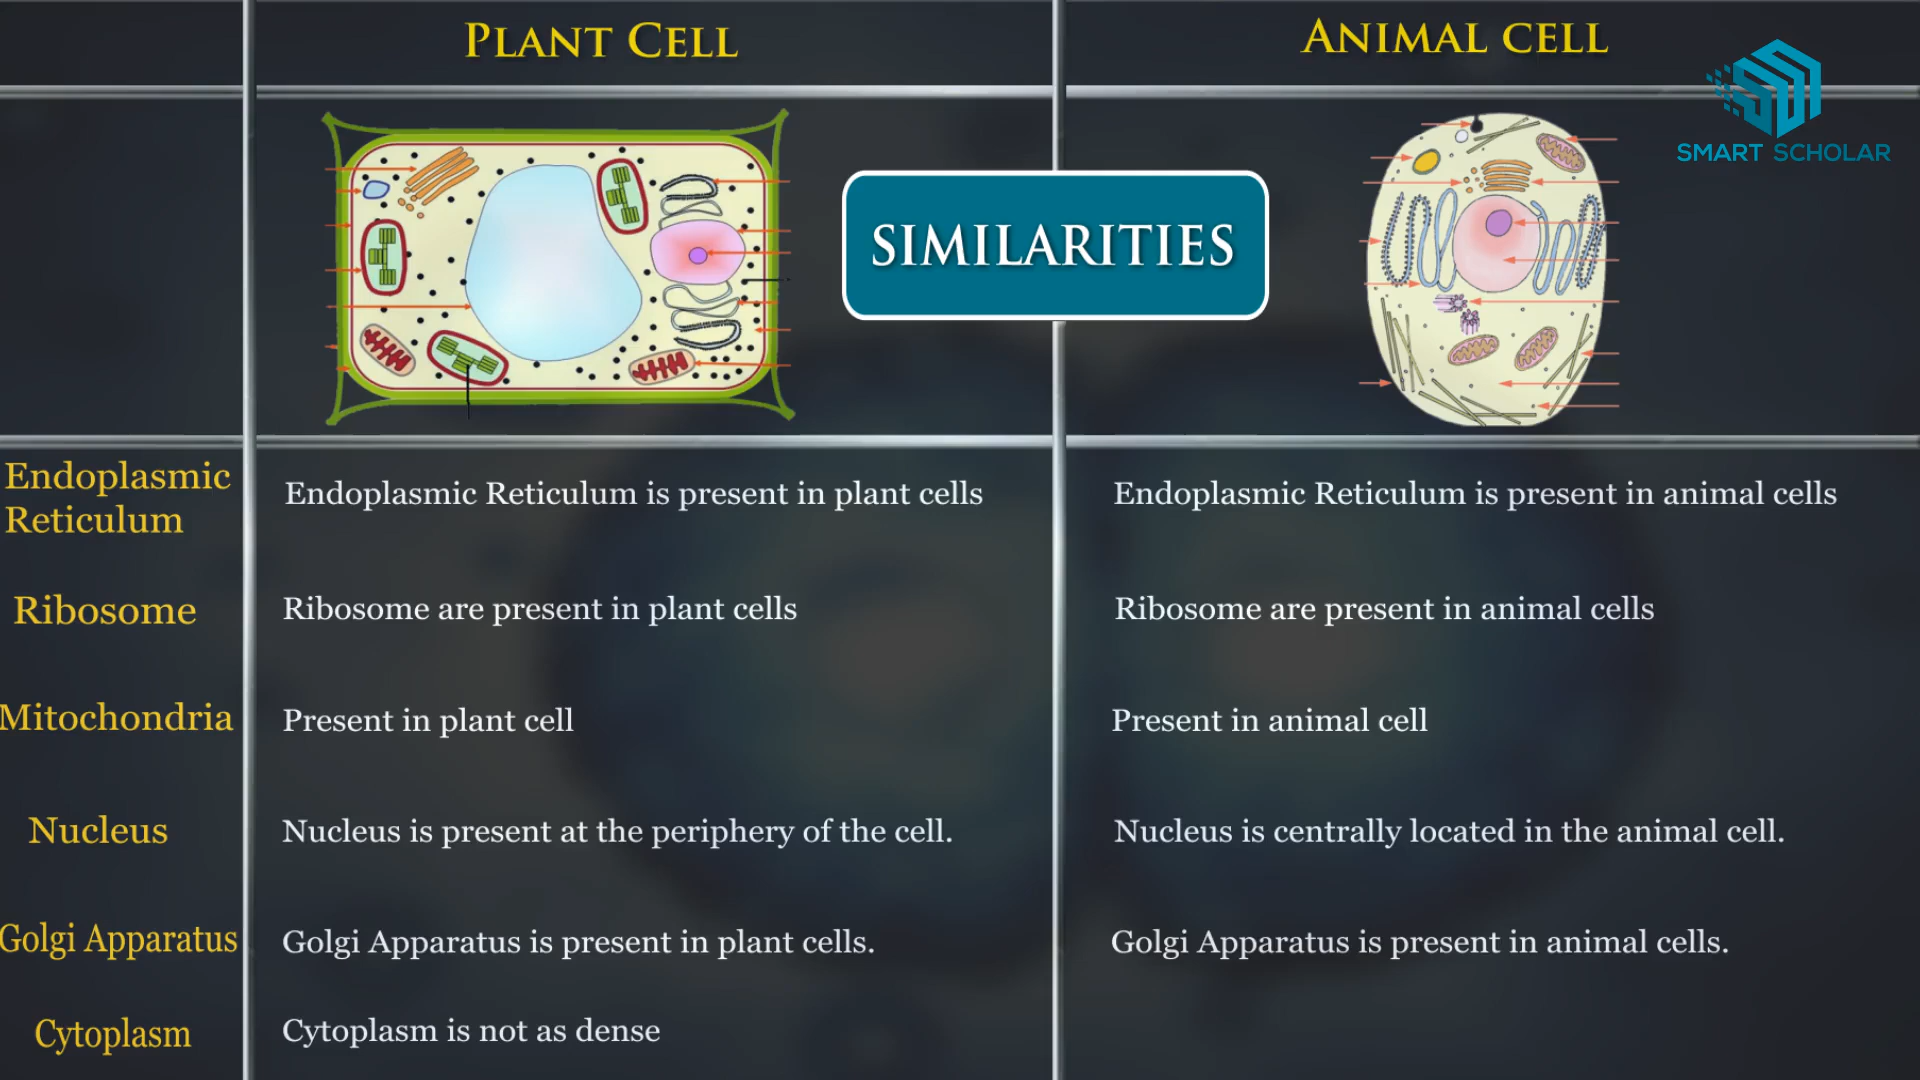 PLANT CELL
ANIMAL CELL
SMART SCHOLAR
SIMILARITIES
Endoplasmic
Reticulum
Endoplasmic Reticulum is present in plant cells
Endoplasmic Reticulum is present in animal cells
Ribosome
Ribosome are present in plant cells
Ribosome are present in animal cells
Mitochondria
Present in plant cell
Present in animal cell
Nucleus
Nucleus is present at the periphery of the cell.
Nucleus is centrally located in the animal cell.
Golgi Apparatus
Golgi Apparatus is present in plant cells.
Golgi Apparatus is present in animal cells.
Cytoplasm
Cytoplasm is not as dense